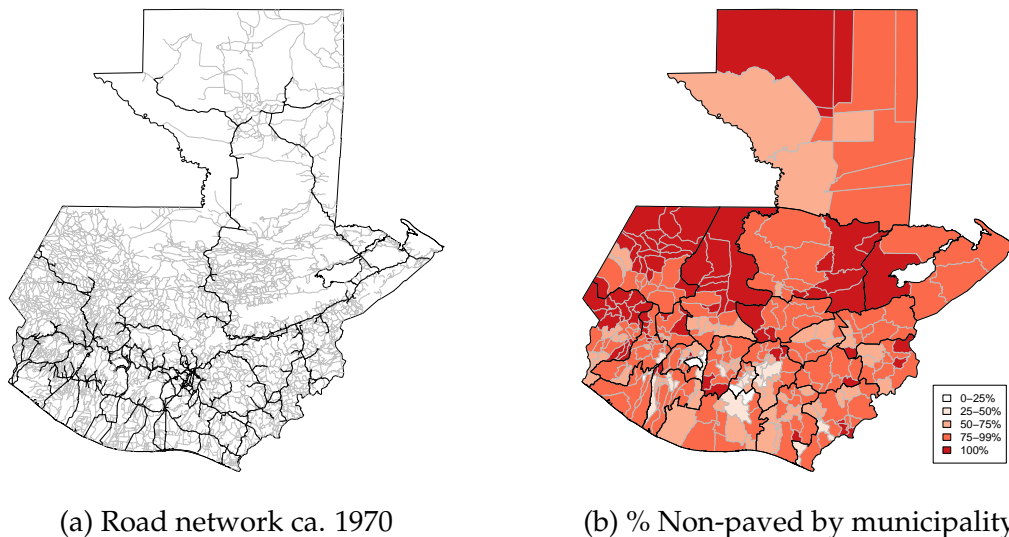 0−25%
25−50%
50−75%
75−99%
100%
(a) Road network ca. 1970
(b) % Non-paved by municipality